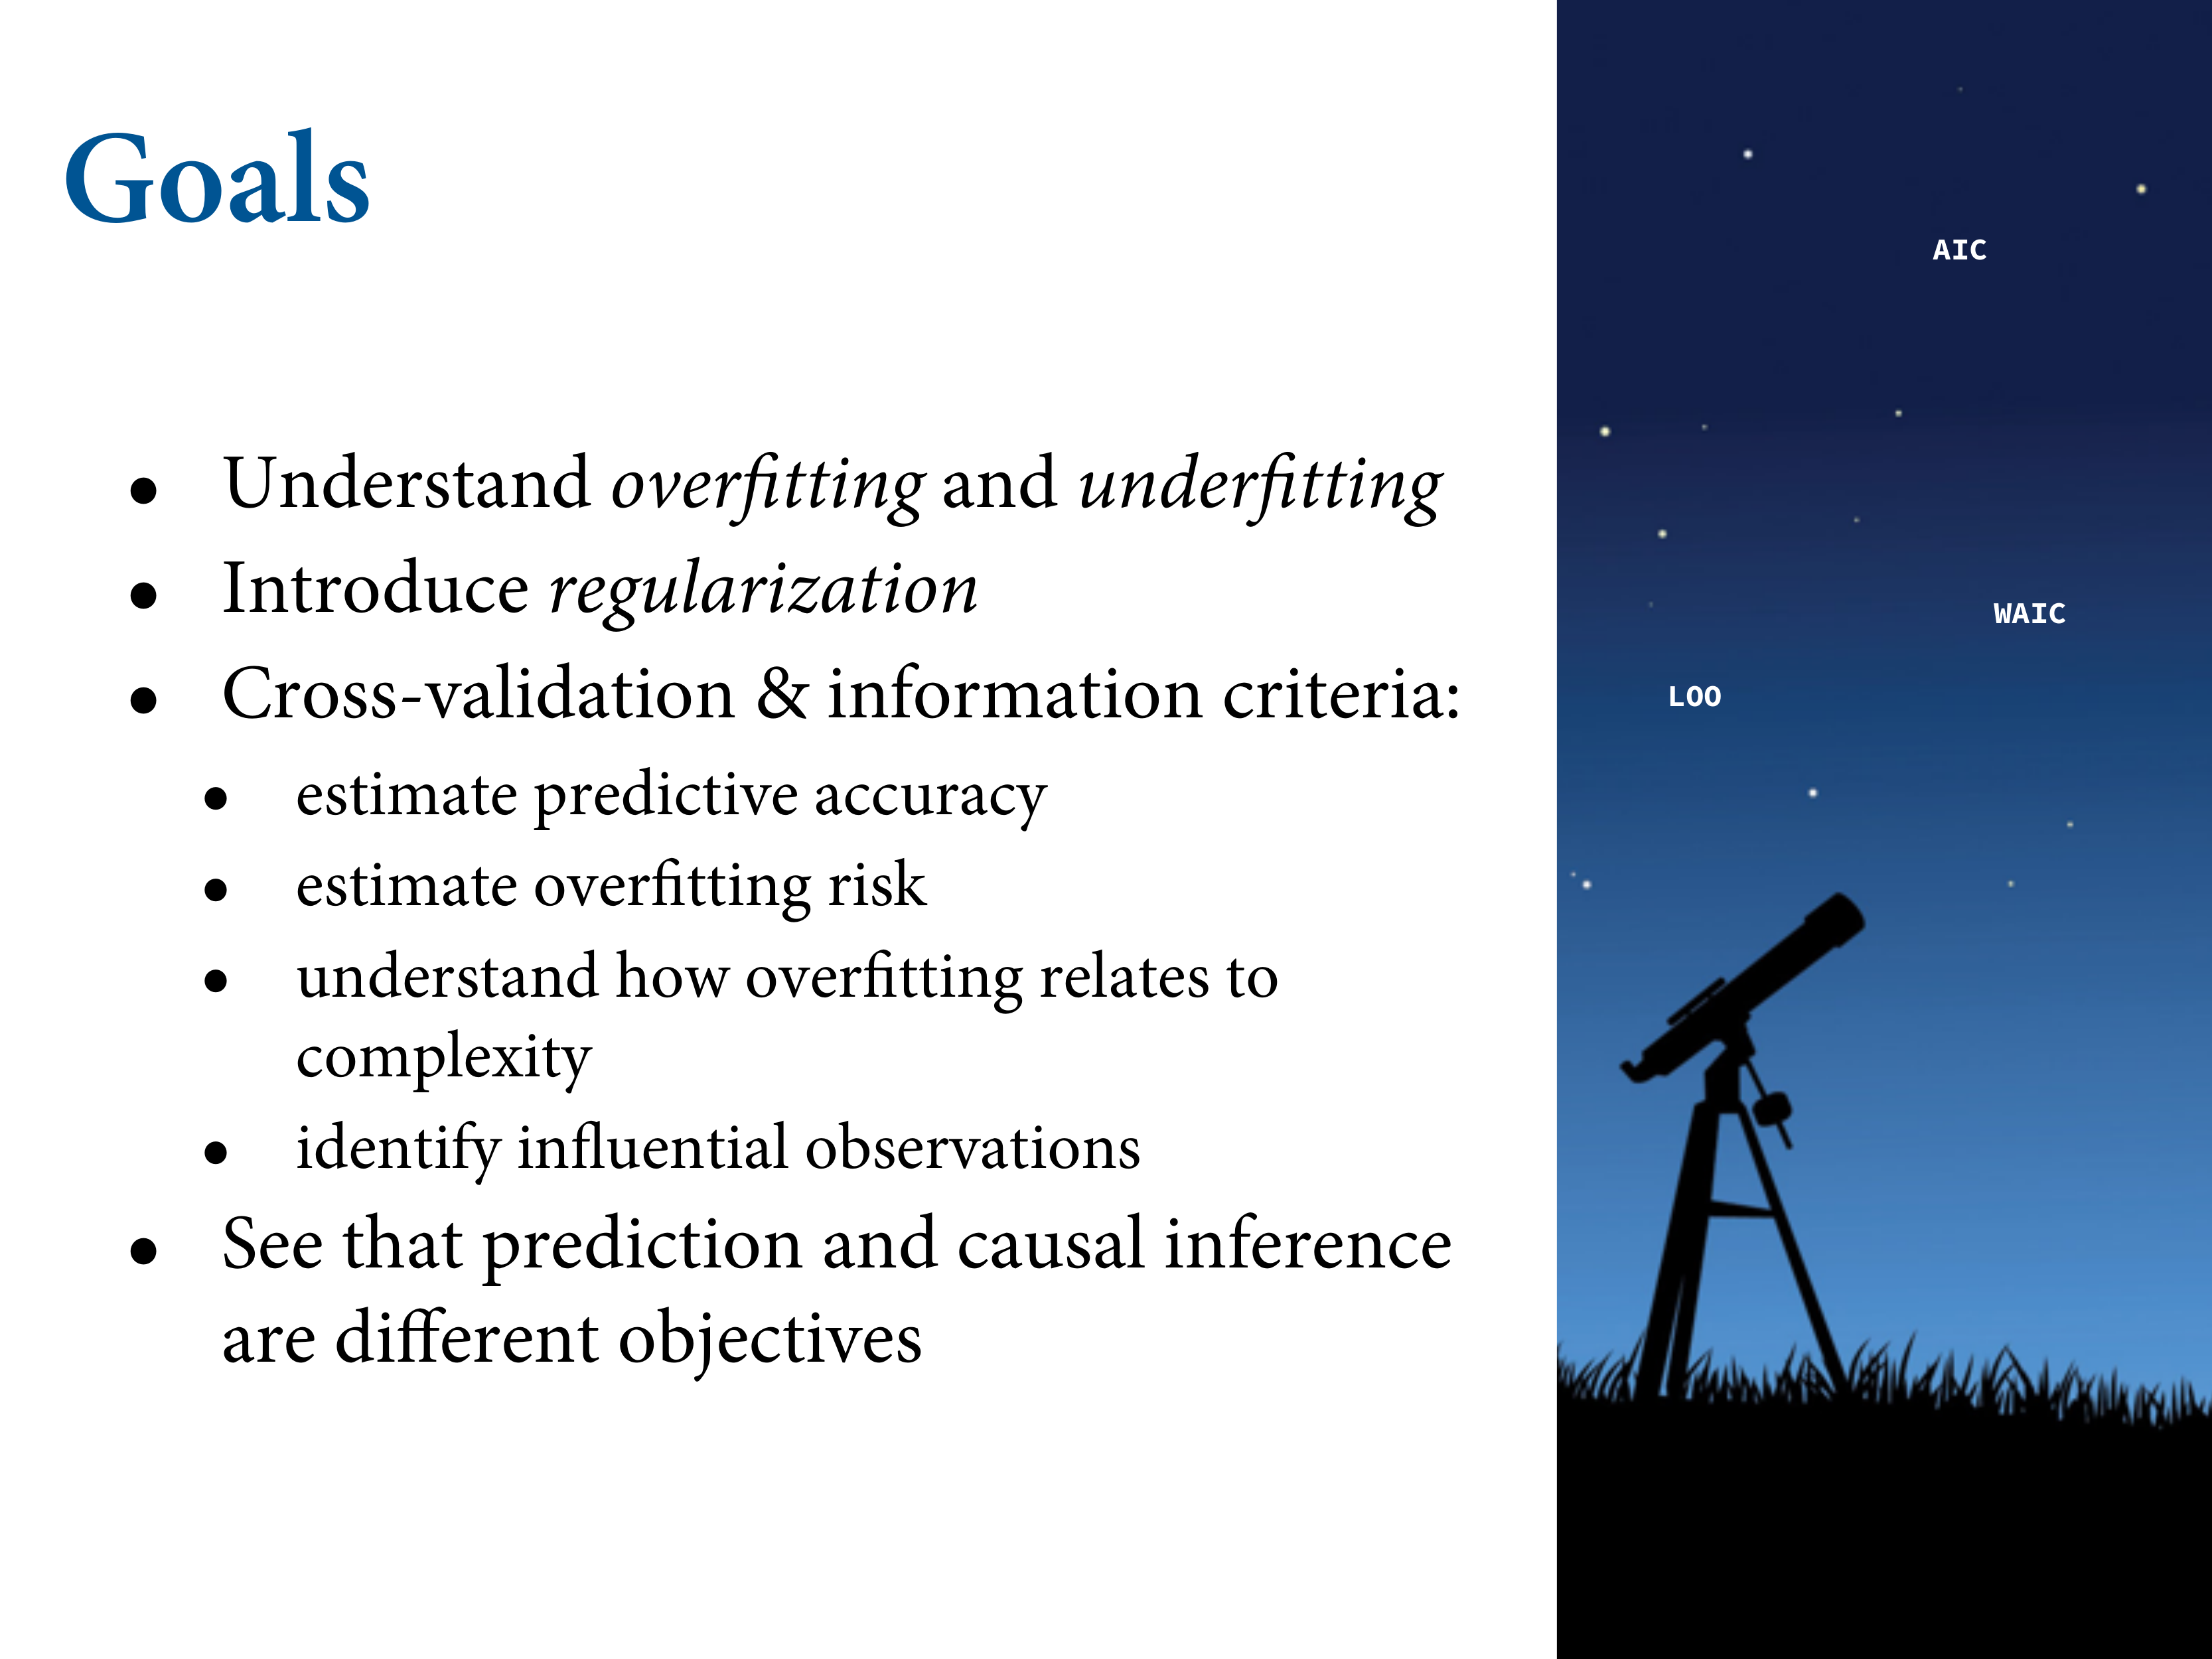 Goals
• Understand overfitting and underfitting
• Introduce regularization
• Cross-validation & information criteria:
• estimate predictive accuracy
• estimate overfitting risk
• understand how overfitting relates to
complexity
• identify influential observations
• See that prediction and causal inference
are different objectives
AIC
WAIC
LOO